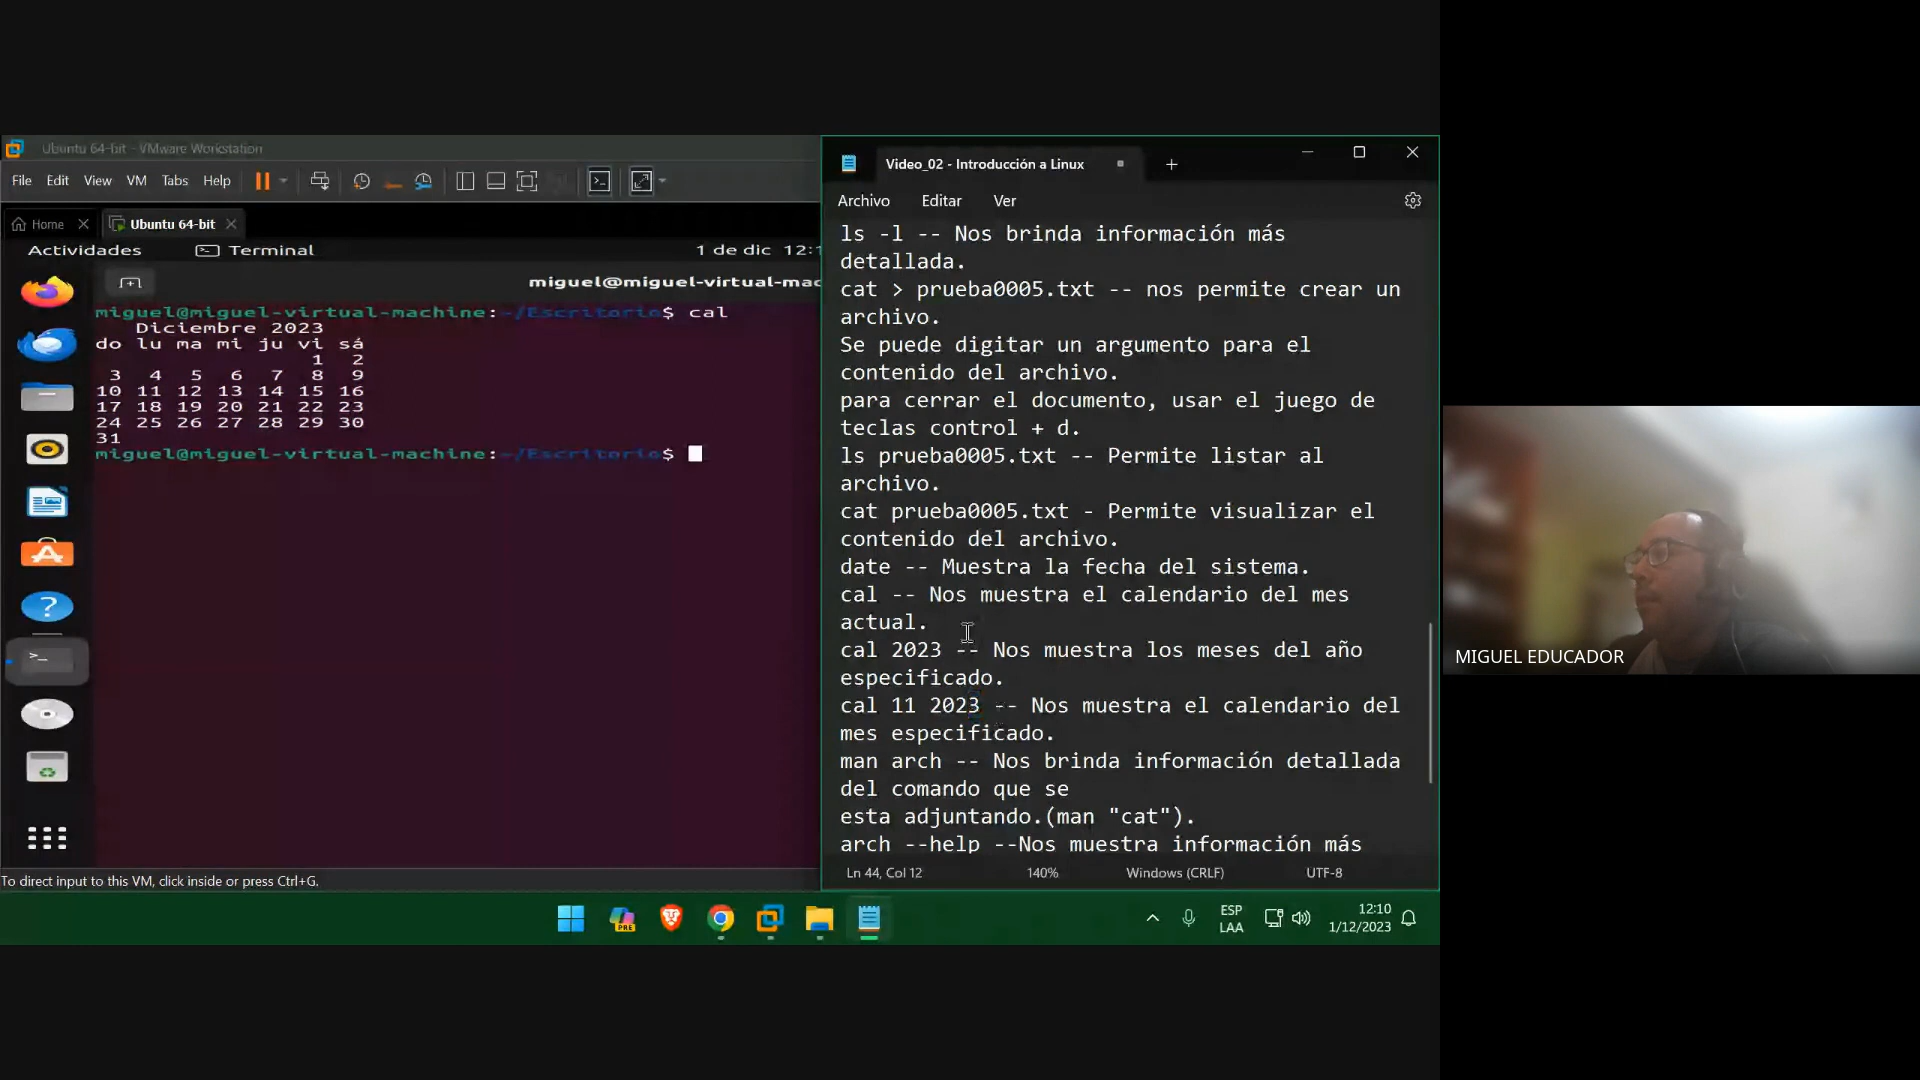 Ubuntu 64-bit - VMware Workstation
File Edit View VM Tabs Help
Home
Ubuntu 64-bit
Actividades
Terminal
1 de dic 12:1
miguel@miguel-virtual-mac
miguel@miguel-virtual-machine:~/Escritorio$ cal
Diciembre 2023
do lu ma mi ju vi sá
1 2
3 4 5 6 7 8 9
10 11 12 13 14 15 16
17 18 19 20 21 22 23
24 25 26 27 28 29 30
31
miguel@miguel-virtual-machine:~/Escritorio$
To direct input to this VM, click inside or press Ctrl+G.
Video_02 - Introducción a Linux
Archivo Editar Ver
ls -l -- Nos brinda información más
detallada.
cat > prueba0005.txt -- nos permite crear un
archivo.
Se puede digitar un argumento para el
contenido del archivo.
para cerrar el documento, usar el juego de
teclas control + d.
ls prueba0005.txt -- Permite listar al
archivo.
cat prueba0005.txt - Permite visualizar el
contenido del archivo.
date -- Muestra la fecha del sistema.
cal -- Nos muestra el calendario del mes
actual.
cal 2023 -- Nos muestra los meses del año
especificado.
cal 11 2023 -- Nos muestra el calendario del
mes especificado.
man arch -- Nos brinda información detallada
del comando que se
esta adjuntando.(man "cat").
arch --help --Nos muestra información más
Ln 44, Col 12
140%
Windows (CRLF)
UTF-8
PRE
ESP
LAA
12:10
1/12/2023
MIGUEL EDUCADOR